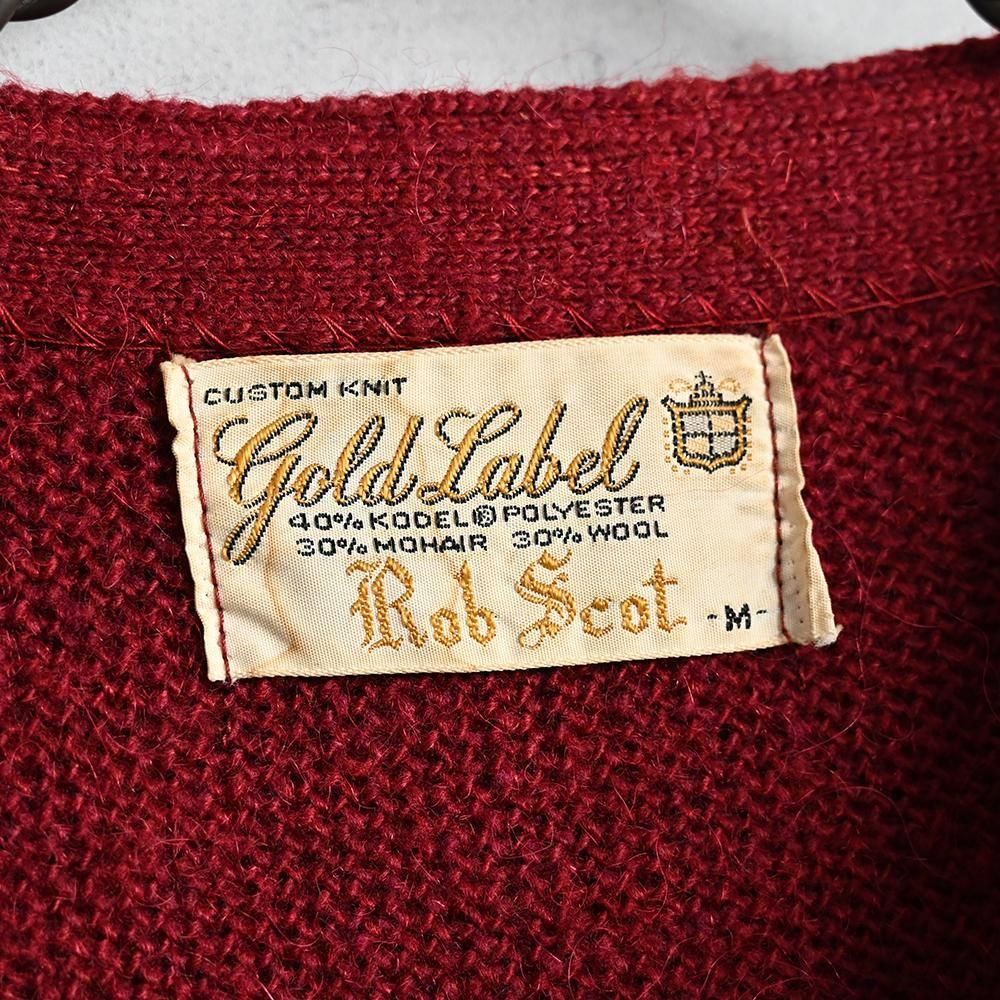 CUSTOM KNIT
Gold Label
40% KODEL® POLYESTER
30% MOHAIR 30% WOOL
Rob Scot -M-